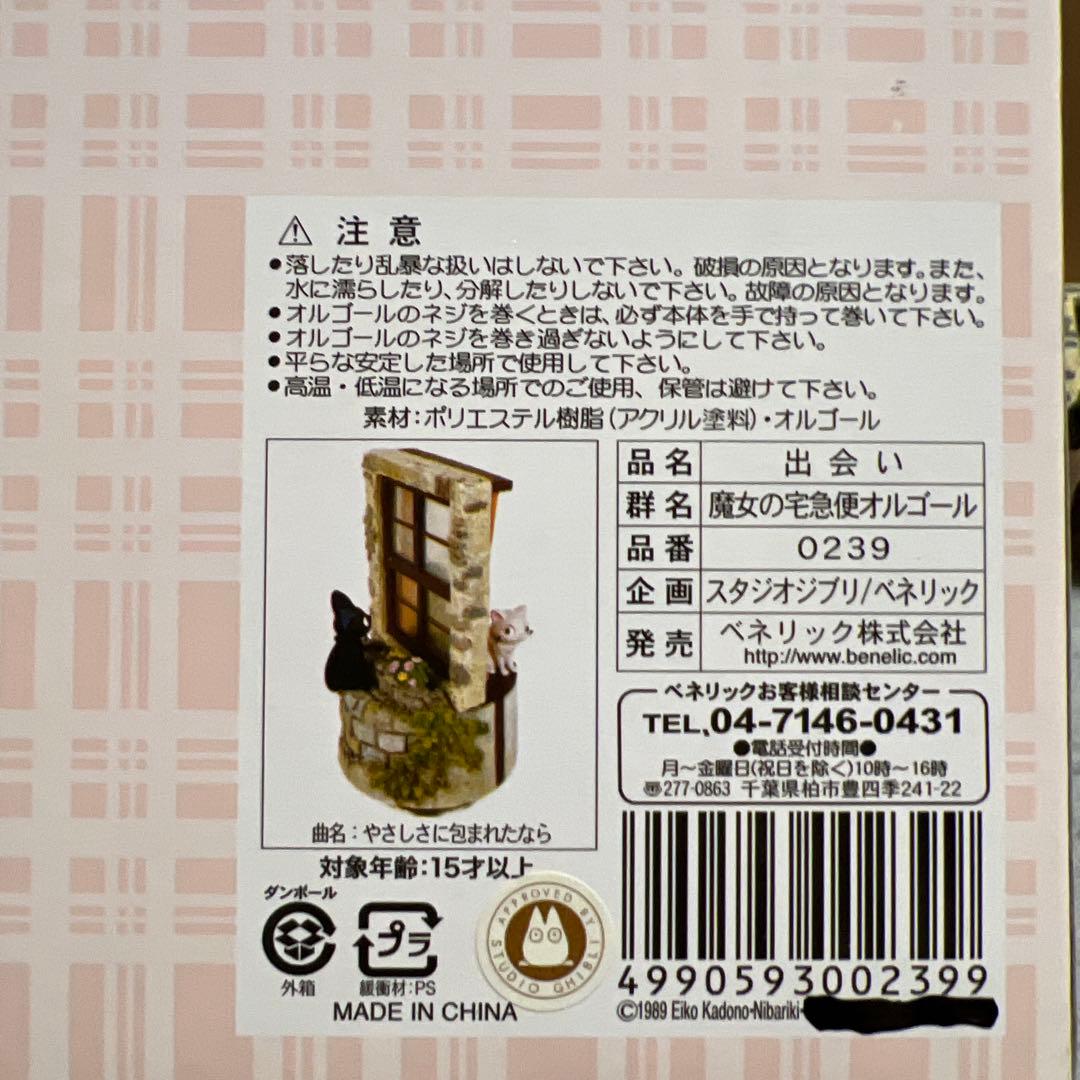 ⚠ 注意
●落したり乱暴な扱いはしないで下さい。破損の原因となります。また、
水に濡らしたり、分解したりしないで下さい。故障の原因となります。
●オルゴールのネジを巻くときは、必ず本体を手で持って巻いて下さい。
●オルゴールのネジを巻き過ぎないようにして下さい。
●平らな安定した場所で使用して下さい。
●高温・低温になる場所でのご使用、保管は避けて下さい。
素材：ポリエステル樹脂（アクリル塗料）・オルゴール
曲名：やさしさに包まれたなら
対象年齢：15才以上
品名 出会い
群名 魔女の宅急便オルゴール
品番 0239
企画 スタジオジブリ/ベネリック
発売 ベネリック株式会社
http://www.benelic.com
ベネリックお客様相談センター
TEL.04-7146-0431
●電話受付時間●
月〜金曜日(祝日を除く)10時〜16時
〠277-0863 千葉県柏市豊四季241-22
ダンボール
外箱
プラ
緩衝材：PS
MADE IN CHINA
APPROVED BY STUDIO GHIBLI
4990593002399
©1989 Eiko Kadono・Nibariki・